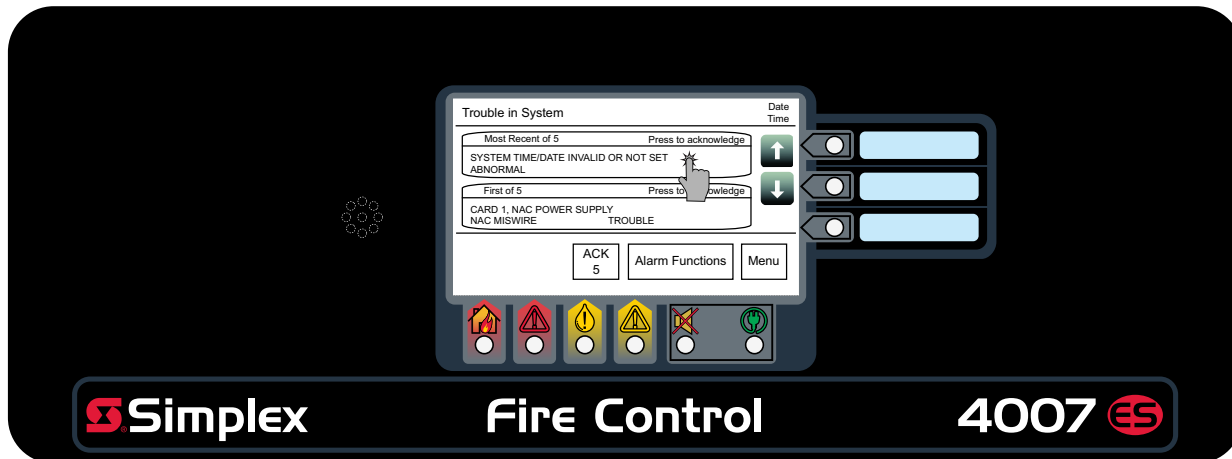 Trouble in System
Date
Time
Most Recent of 5 Press to acknowledge
SYSTEM TIME/DATE INVALID OR NOT SET
ABNORMAL
First of 5 Press to
CARD 1, NAC POWER SUPPLY
NAC MISWIRE TROUBLE
ACK
5
Alarm Functions
Menu
Simplex Fire Control 4007 ES